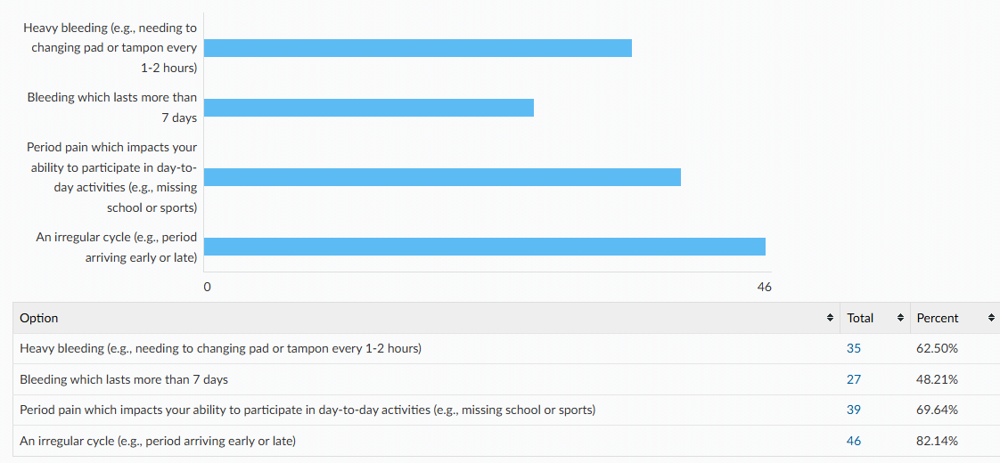 Heavy bleeding (e.g., needing to
changing pad or tampon every
1-2 hours)
Bleeding which lasts more than
7 days
Period pain which impacts your
ability to participate in day-to-
day activities (e.g., missing
school or sports)
An irregular cycle (e.g., period
arriving early or late)
0 46
Option Total Percent
Heavy bleeding (e.g., needing to changing pad or tampon every 1-2 hours) 35 62.50%
Bleeding which lasts more than 7 days 27 48.21%
Period pain which impacts your ability to participate in day-to-day activities (e.g., missing school or sports) 39 69.64%
An irregular cycle (e.g., period arriving early or late) 46 82.14%